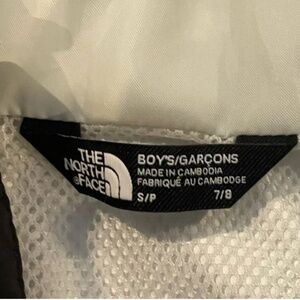 THE
NORTH
FACE
BOY'S/GARÇONS
MADE IN CAMBODIA
FABRIQUÉ AU CAMBODGE
S/P 7/8